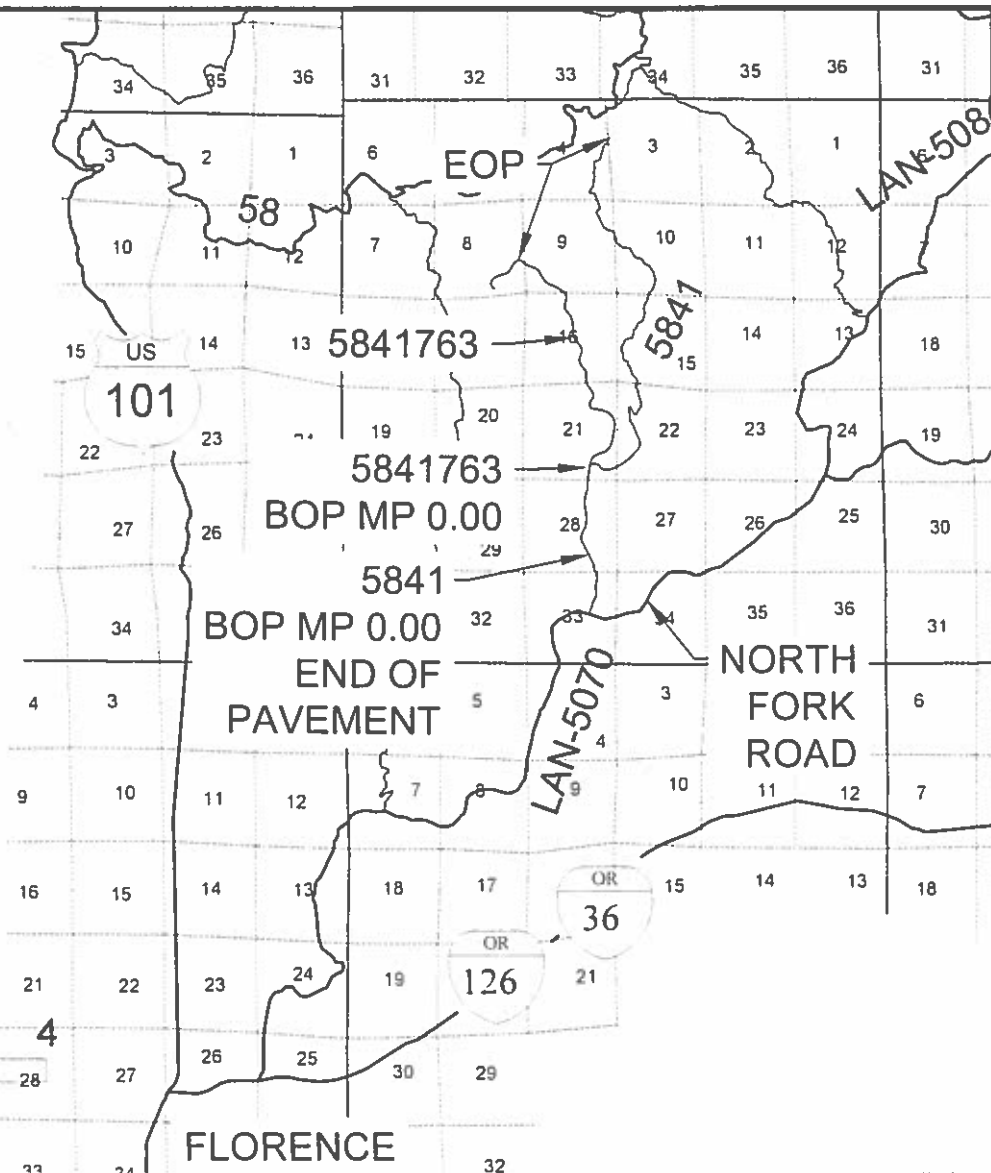 34 35 36 31 32 33 34 35 36 31
3 2 1 6 EOP 4 3 2 1 6
LAN-508
58
10 11 12 7 8 9 10 11 12
5841
15 14 13 5841763 16 15 14 13 18
US
101
22 23 19 20 21 22 23 24 19
5841763
BOP MP 0.00
27 26 29 28 27 26 25 30
5841
BOP MP 0.00
END OF
PAVEMENT
34 32 33 35 36 31
NORTH
FORK
ROAD
LAN-5070
4 3 5 4 3 6
9 10 11 12 7 8 9 10 11 12 7
16 15 14 13 18 17 15 14 13 18
OR
36
OR
126
21 22 23 24 19 21
4
28 27 26 25 30 29
FLORENCE
33 34 32